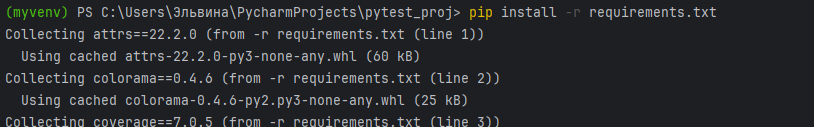 (myvenv) PS C:\Users\Эльвина\PycharmProjects\pytest_proj> pip install -r requirements.txt
Collecting attrs==22.2.0 (from -r requirements.txt (line 1))
  Using cached attrs-22.2.0-py3-none-any.whl (60 kB)
Collecting colorama==0.4.6 (from -r requirements.txt (line 2))
  Using cached colorama-0.4.6-py2.py3-none-any.whl (25 kB)
Collecting coverage==7.0.5 (from -r requirements.txt (line 3))